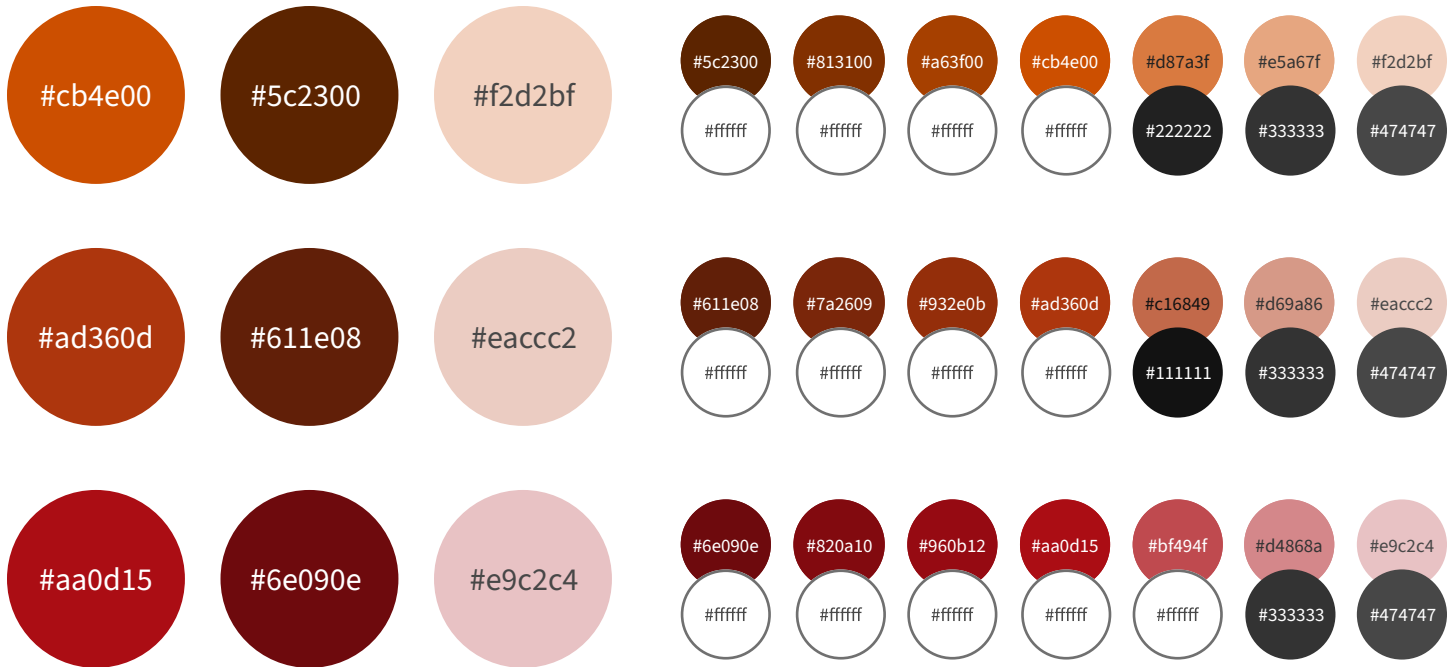 #cb4e00 #5c2300 #f2d2bf
#5c2300 #813100 #a63f00 #cb4e00 #d87a3f #e5a67f #f2d2bf
#ffffff #ffffff #ffffff #ffffff #222222 #333333 #474747
#ad360d #611e08 #eaccc2
#611e08 #7a2609 #932e0b #ad360d #c16849 #d69a86 #eaccc2
#ffffff #ffffff #ffffff #ffffff #111111 #333333 #474747
#aa0d15 #6e090e #e9c2c4
#6e090e #820a10 #960b12 #aa0d15 #bf494f #d4868a #e9c2c4
#ffffff #ffffff #ffffff #ffffff #ffffff #333333 #474747